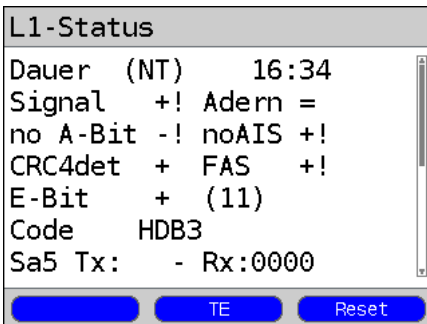 L1-Status
Dauer (NT) 16:34
Signal +! Adern =
no A-Bit -! noAIS +!
CRC4det + FAS +!
E-Bit + (11)
Code HDB3
Sa5 Tx: - Rx:0000
TE Reset